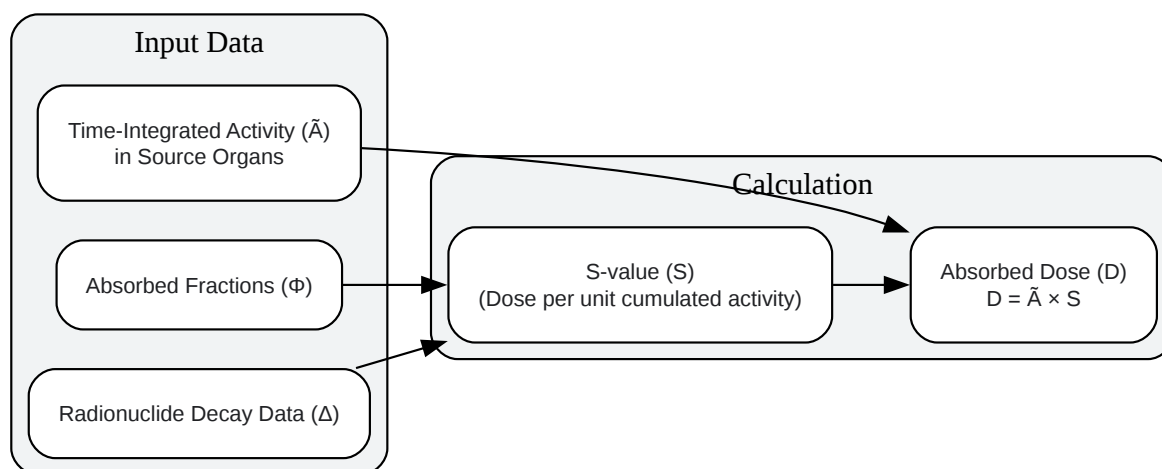 Input Data
Time-Integrated Activity (Ã)
in Source Organs
Absorbed Fractions (Φ)
Radionuclide Decay Data (Δ)
Calculation
S-value (S)
(Dose per unit cumulated activity)
Absorbed Dose (D)
D = Ã × S